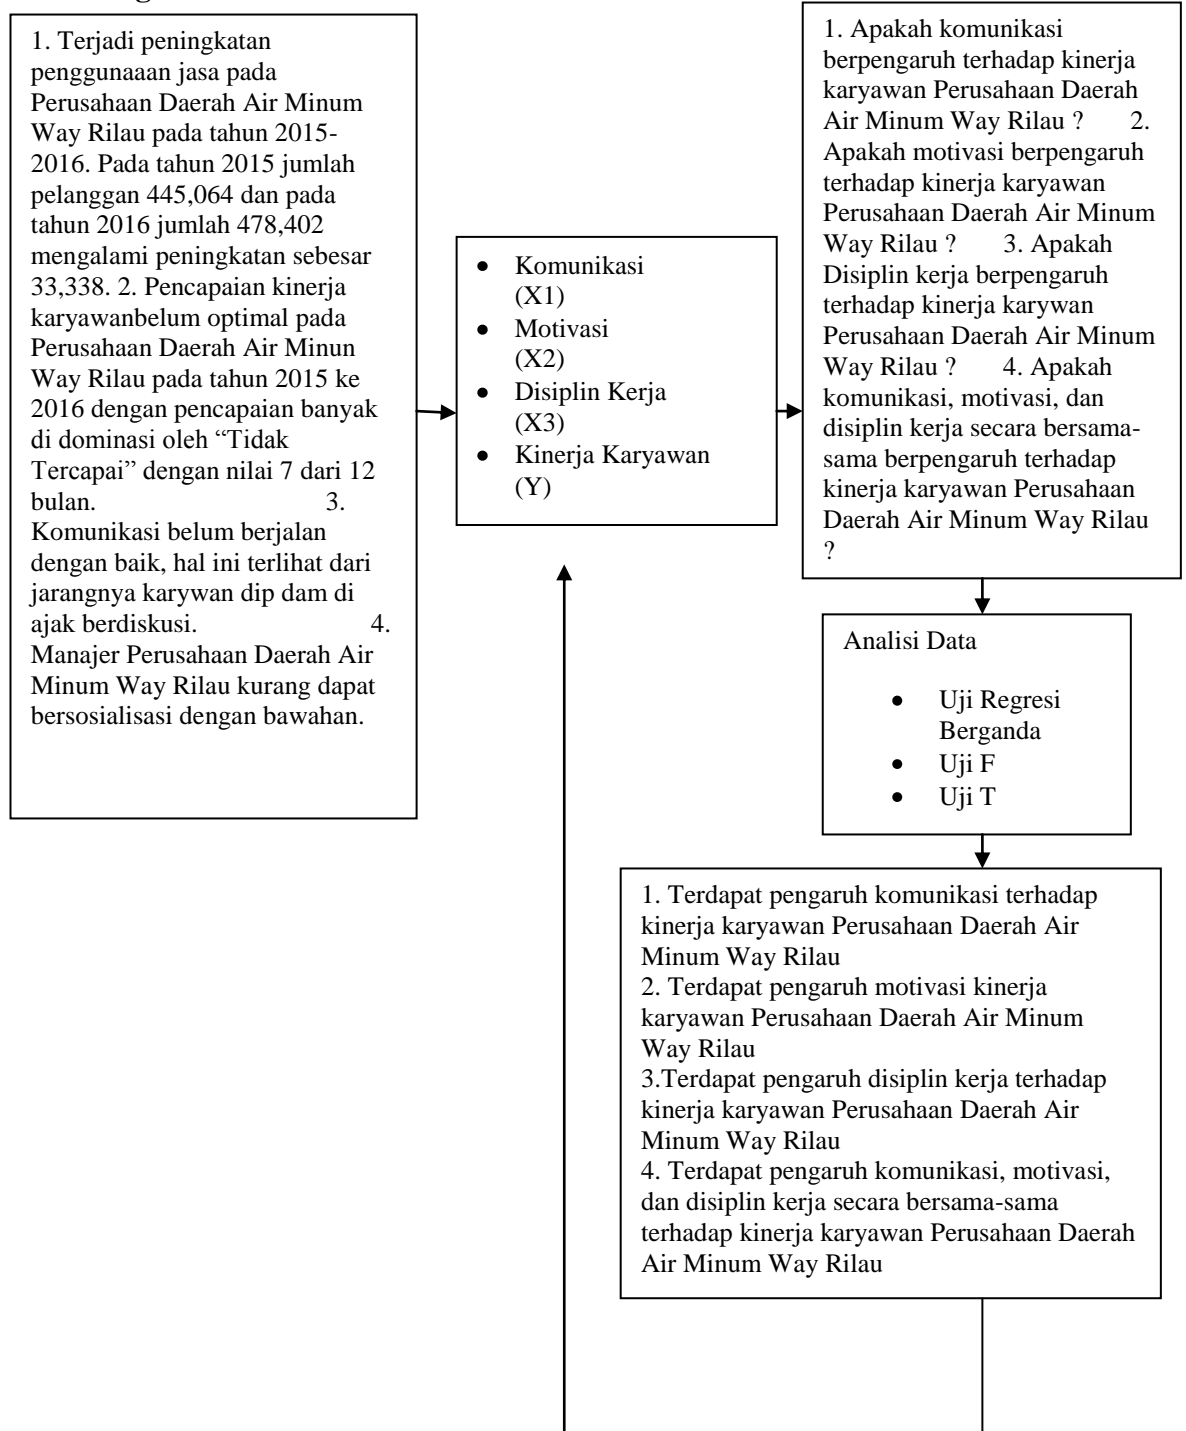 1. Terjadi peningkatan
penggunaaan jasa pada
Perusahaan Daerah Air Minum
Way Rilau pada tahun 2015-
2016. Pada tahun 2015 jumlah
pelanggan 445,064 dan pada
tahun 2016 jumlah 478,402
mengalami peningkatan sebesar
33,338. 2. Pencapaian kinerja
karyawanbelum optimal pada
Perusahaan Daerah Air Minun
Way Rilau pada tahun 2015 ke
2016 dengan pencapaian banyak
di dominasi oleh “Tidak
Tercapai” dengan nilai 7 dari 12
bulan. 3.
Komunikasi belum berjalan
dengan baik, hal ini terlihat dari
jarangnya karywan dip dam di
ajak berdiskusi. 4.
Manajer Perusahaan Daerah Air
Minum Way Rilau kurang dapat
bersosialisasi dengan bawahan.
• Komunikasi
(X1)
• Motivasi
(X2)
• Disiplin Kerja
(X3)
• Kinerja Karyawan
(Y)
1. Apakah komunikasi
berpengaruh terhadap kinerja
karyawan Perusahaan Daerah
Air Minum Way Rilau ? 2.
Apakah motivasi berpengaruh
terhadap kinerja karyawan
Perusahaan Daerah Air Minum
Way Rilau ? 3. Apakah
Disiplin kerja berpengaruh
terhadap kinerja karywan
Perusahaan Daerah Air Minum
Way Rilau ? 4. Apakah
komunikasi, motivasi, dan
disiplin kerja secara bersama-
sama berpengaruh terhadap
kinerja karyawan Perusahaan
Daerah Air Minum Way Rilau
?
Analisi Data
• Uji Regresi
Berganda
• Uji F
• Uji T
1. Terdapat pengaruh komunikasi terhadap
kinerja karyawan Perusahaan Daerah Air
Minum Way Rilau
2. Terdapat pengaruh motivasi kinerja
karyawan Perusahaan Daerah Air Minum
Way Rilau
3.Terdapat pengaruh disiplin kerja terhadap
kinerja karyawan Perusahaan Daerah Air
Minum Way Rilau
4. Terdapat pengaruh komunikasi, motivasi,
dan disiplin kerja secara bersama-sama
terhadap kinerja karyawan Perusahaan Daerah
Air Minum Way Rilau